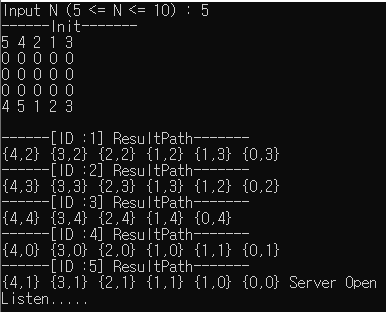 Input N (5 <= N <= 10) : 5
------Init-------
5 4 2 1 3
0 0 0 0 0
0 0 0 0 0
0 0 0 0 0
4 5 1 2 3
------[ID :1] ResultPath-------
{4,2} {3,2} {2,2} {1,2} {1,3} {0,3}
------[ID :2] ResultPath-------
{4,3} {3,3} {2,3} {1,3} {1,2} {0,2}
------[ID :3] ResultPath-------
{4,4} {3,4} {2,4} {1,4} {0,4}
------[ID :4] ResultPath-------
{4,0} {3,0} {2,0} {1,0} {1,1} {0,1}
------[ID :5] ResultPath-------
{4,1} {3,1} {2,1} {1,1} {1,0} {0,0} Server Open
Listen.....